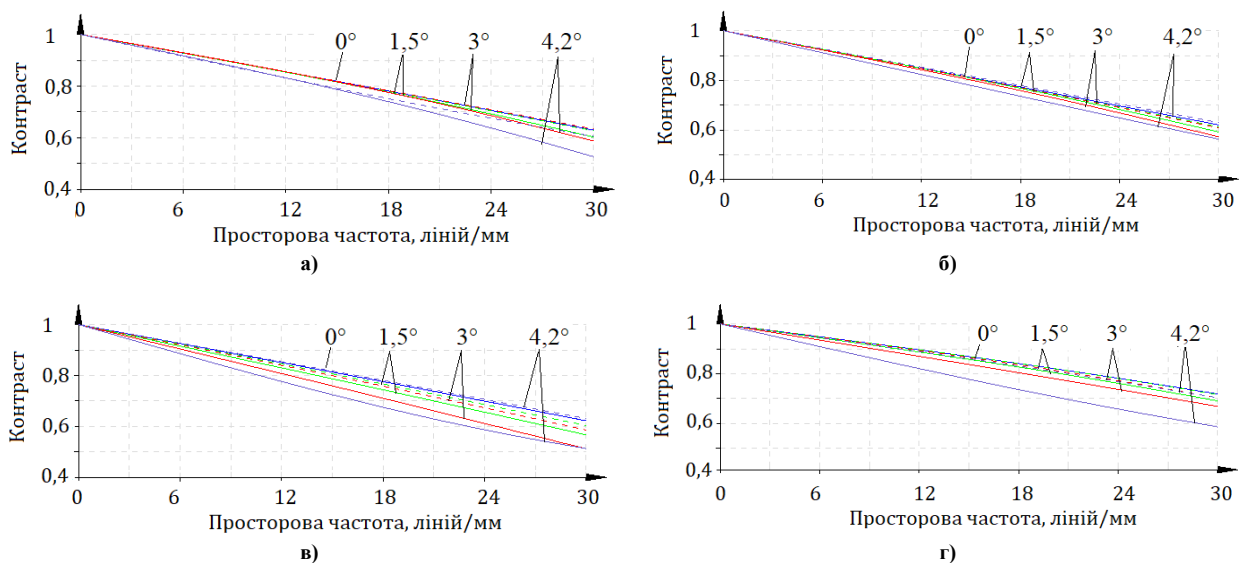 0° 1,5° 3° 4,2°
1
0,8
0,6
0,4
Контраст
0 6 12 18 24 30
Просторова частота, ліній/мм
а)
0° 1,5° 3° 4,2°
1
0,8
0,6
0,4
Контраст
0 6 12 18 24 30
Просторова частота, ліній/мм
б)
0° 1,5° 3° 4,2°
1
0,8
0,6
0,4
Контраст
0 6 12 18 24 30
Просторова частота, ліній/мм
в)
0° 1,5° 3° 4,2°
1
0,8
0,6
0,4
Контраст
0 6 12 18 24 30
Просторова частота, ліній/мм
г)